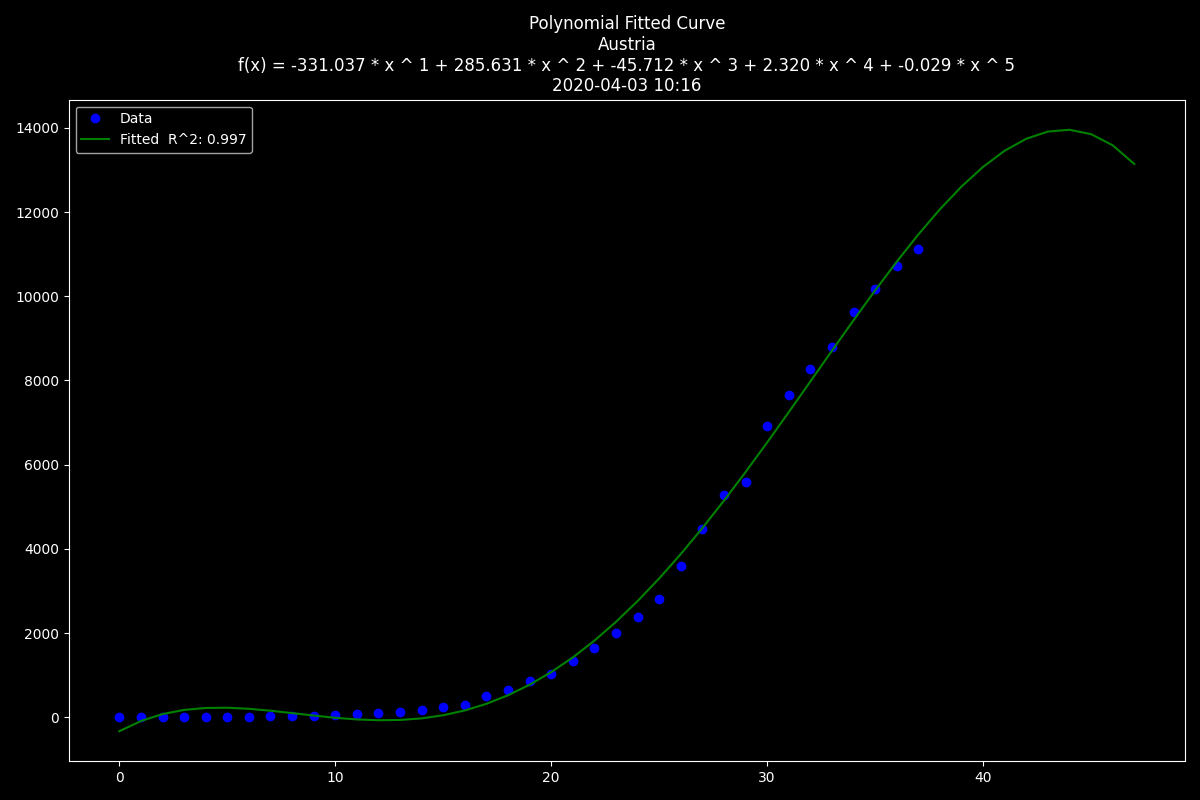 Polynomial Fitted Curve
Austria
f(x) = -331.037 * x ^ 1 + 285.631 * x ^ 2 + -45.712 * x ^ 3 + 2.320 * x ^ 4 + -0.029 * x ^ 5
2020-04-03 10:16
Data
Fitted  R^2: 0.997
14000
12000
10000
8000
6000
4000
2000
0
0 10 20 30 40